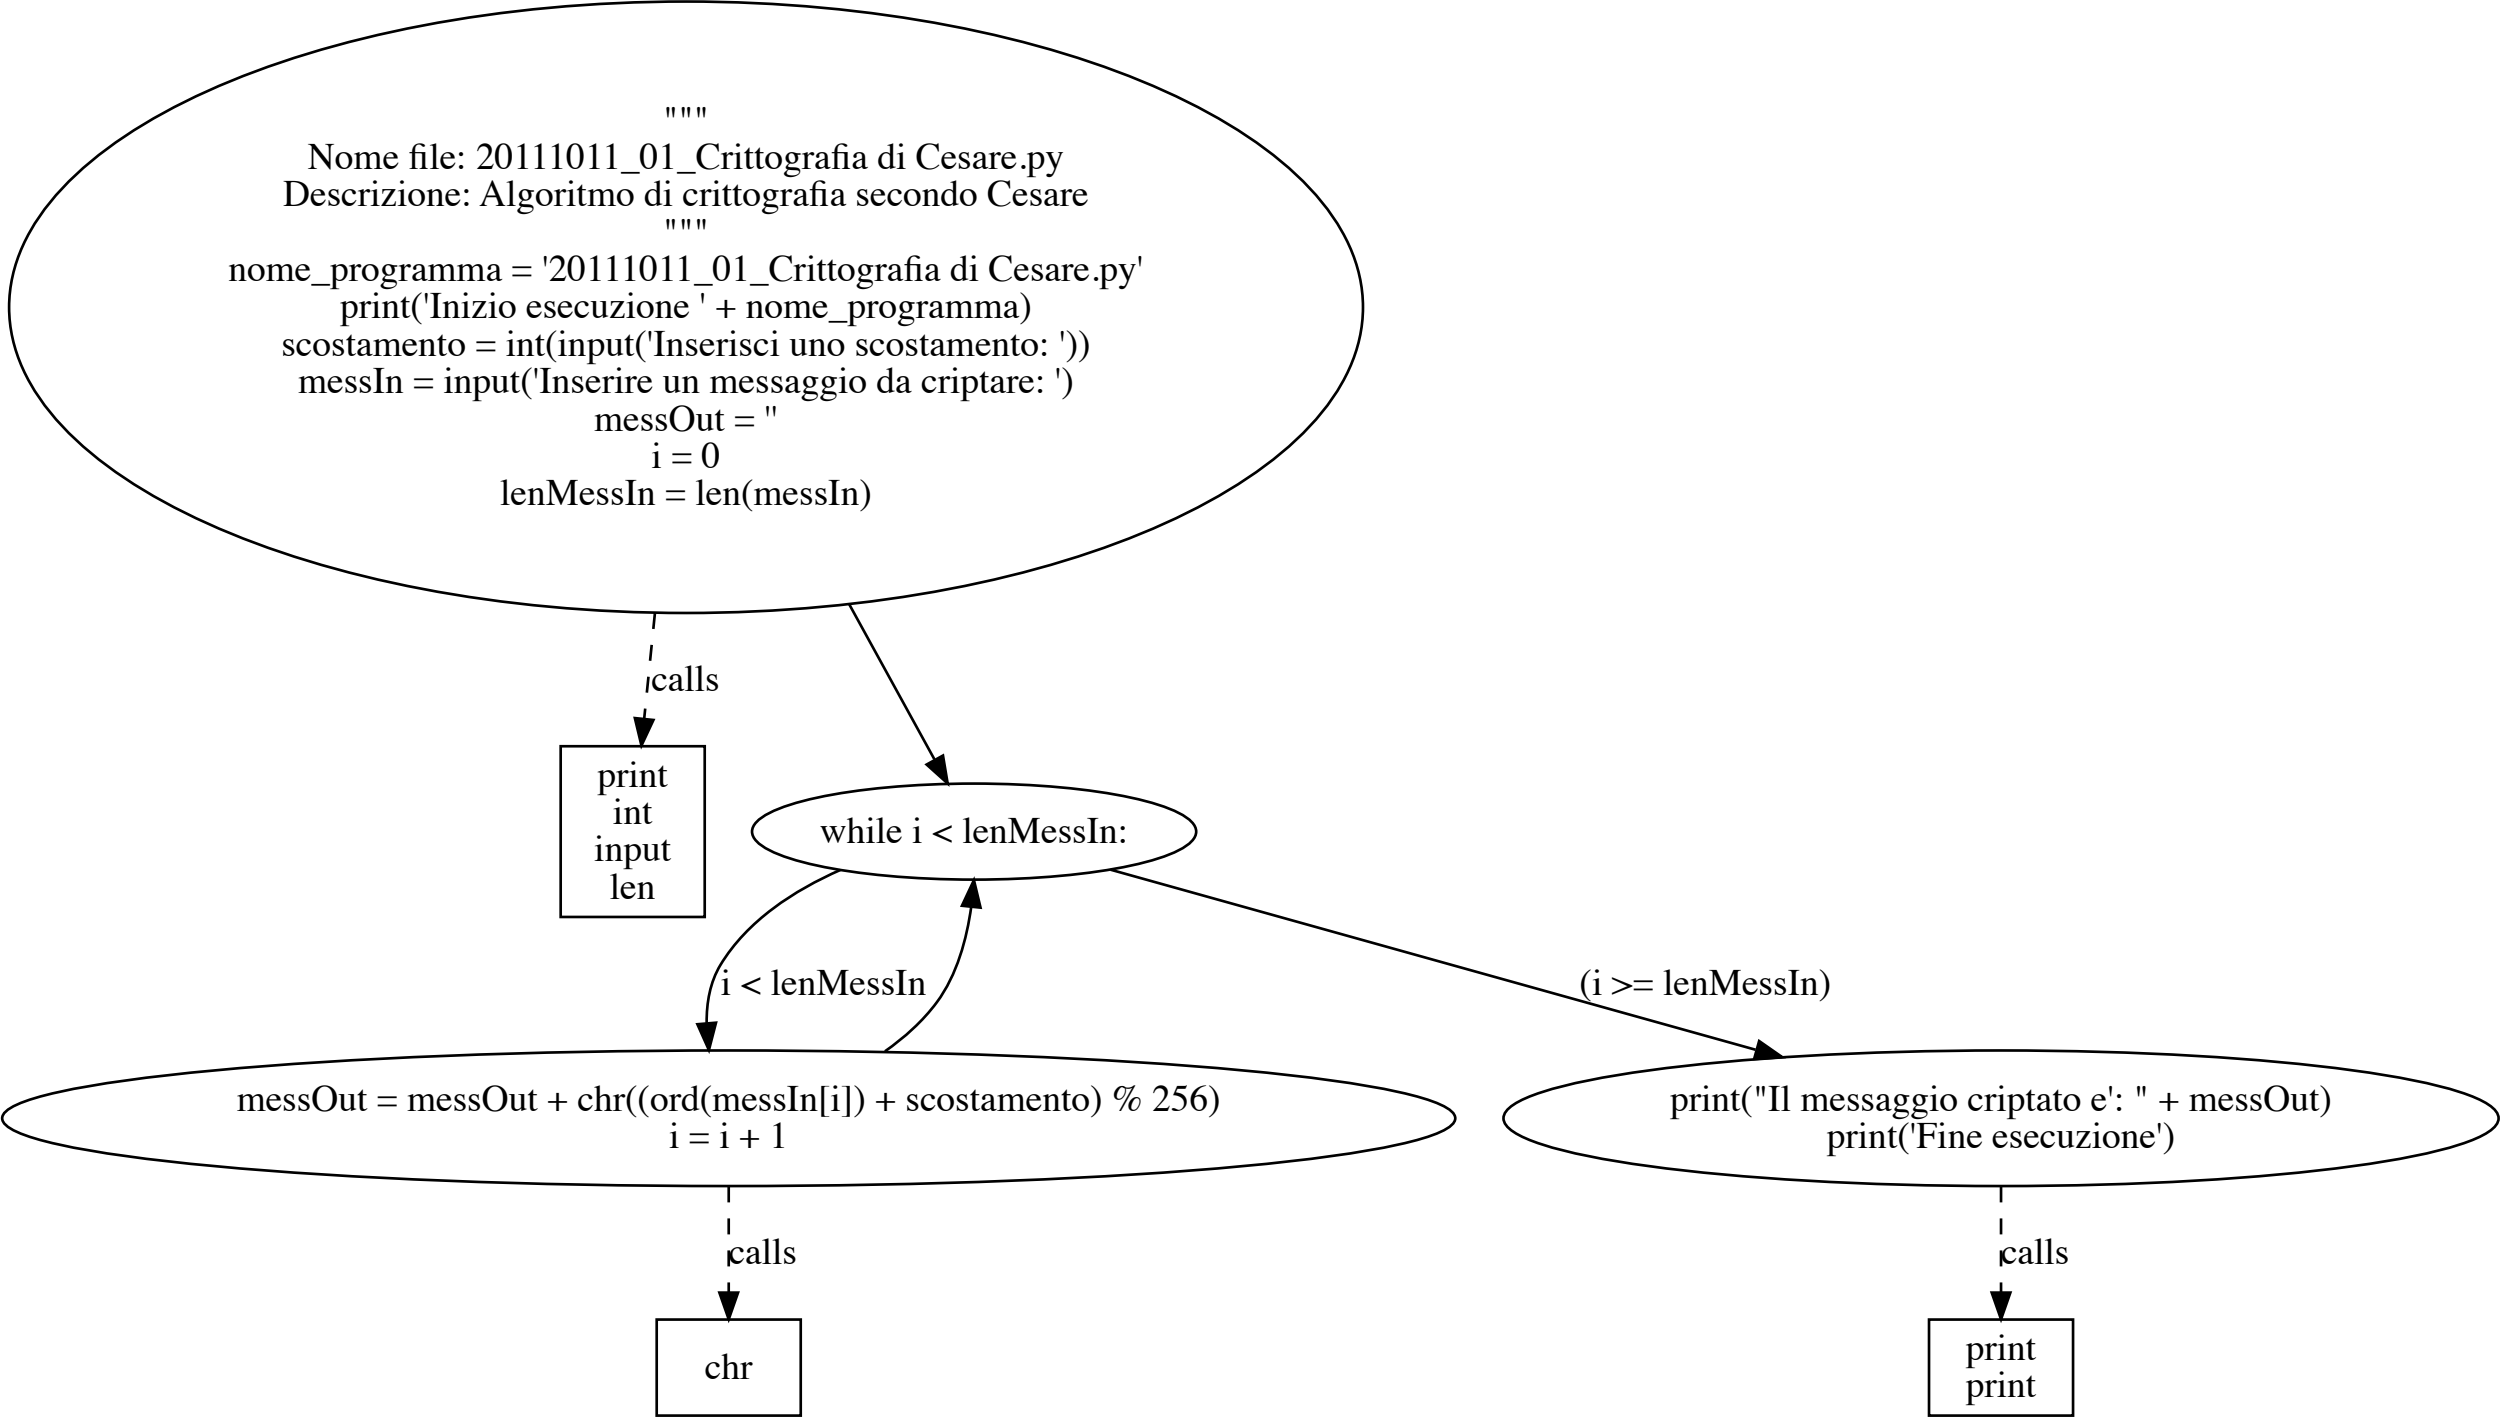 """
Nome file: 20111011_01_Crittografia di Cesare.py
Descrizione: Algoritmo di crittografia secondo Cesare
"""
nome_programma = '20111011_01_Crittografia di Cesare.py'
print('Inizio esecuzione ' + nome_programma)
scostamento = int(input('Inserisci uno scostamento: '))
messIn = input('Inserire un messaggio da criptare: ')
messOut = ''
i = 0
lenMessIn = len(messIn)
calls
print
int
input
len
while i < lenMessIn:
i < lenMessIn
(i >= lenMessIn)
messOut = messOut + chr((ord(messIn[i]) + scostamento) % 256)
i = i + 1
print("Il messaggio criptato e': " + messOut)
print('Fine esecuzione')
calls
calls
chr
print
print